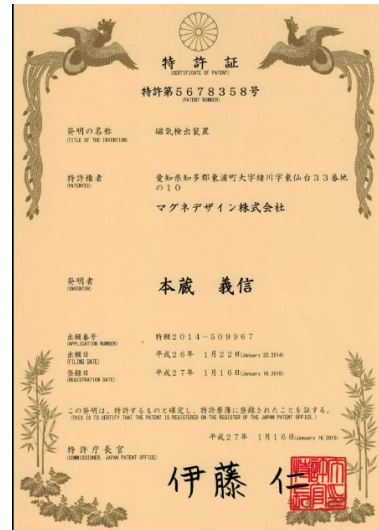 特許証
(CERTIFICATE OF PATENT)
特許第5678358号
(PATENT NUMBER)
発明の名称 磁気検出装置
(TITLE OF THE INVENTION)
特許権者 愛知県知多郡東浦町大字緒川字東仙台33番地
(PATENTEE) の10
マグネデザイン株式会社
発明者 本蔵 義信
(INVENTOR)
出願番号 特願2014-509967
(APPLICATION NUMBER)
出願日 平成26年 1月22日(January 22,2014)
(FILING DATE)
登録日 平成27年 1月16日(January 16,2015)
(REGISTRATION DATE)
この発明は、特許するものと確定し、特許原簿に登録されたことを証する。
(THIS IS TO CERTIFY THAT THE PATENT IS REGISTERED ON THE REGISTER OF THE JAPAN PATENT OFFICE.)
平成27年 1月16日(January 16,2015)
特許庁長官
(COMMISSIONER, JAPAN PATENT OFFICE)
伊藤 仁